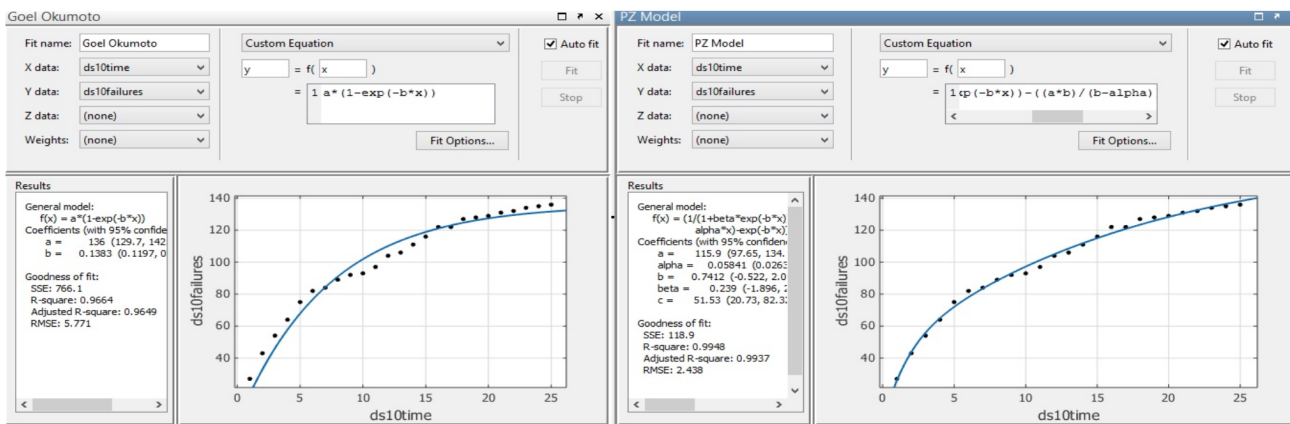 Goel Okumoto
Fit name: Goel Okumoto
X data: ds10time
Y data: ds10failures
Z data: (none)
Weights: (none)
Custom Equation
y = f( x )
= 1 a*(1-exp(-b*x))
Fit Options...
Auto fit
Fit
Stop
Results
General model:
f(x) = a*(1-exp(-b*x))
Coefficients (with 95% confide
a = 136 (129.7, 142
b = 0.1383 (0.1197, 0
Goodness of fit:
SSE: 766.1
R-square: 0.9664
Adjusted R-square: 0.9649
RMSE: 5.771
ds10failures
140
120
100
80
60
40
0 5 10 15 20 25
ds10time
PZ Model
Fit name: PZ Model
X data: ds10time
Y data: ds10failures
Z data: (none)
Weights: (none)
Custom Equation
y = f( x )
= 1 xp(-b*x))-((a*b)/(b-alpha)
Fit Options...
Auto fit
Fit
Stop
Results
General model:
f(x) = (1/(1+beta*exp(-b*x)
alpha*x)-exp(-b*x)
Coefficients (with 95% confiden
a = 115.9 (97.65, 134.
alpha = 0.05841 (0.0263
b = 0.7412 (-0.522, 2.0
beta = 0.239 (-1.896, 2
c = 51.53 (20.73, 82.32
Goodness of fit:
SSE: 118.9
R-square: 0.9948
Adjusted R-square: 0.9937
RMSE: 2.438
ds10failures
140
120
100
80
60
40
0 5 10 15 20 25
ds10time